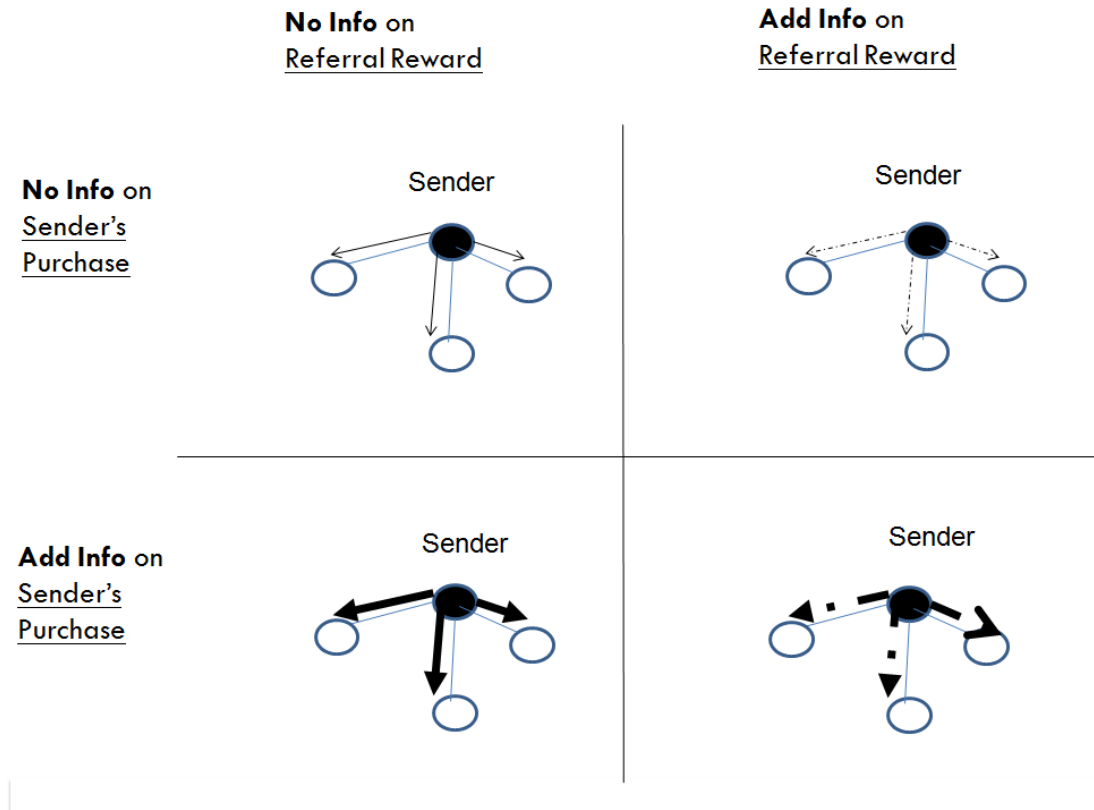 No Info on
Referral Reward
Add Info on
Referral Reward
No Info on
Sender's
Purchase
Sender
Sender
Add Info on
Sender's
Purchase
Sender
Sender